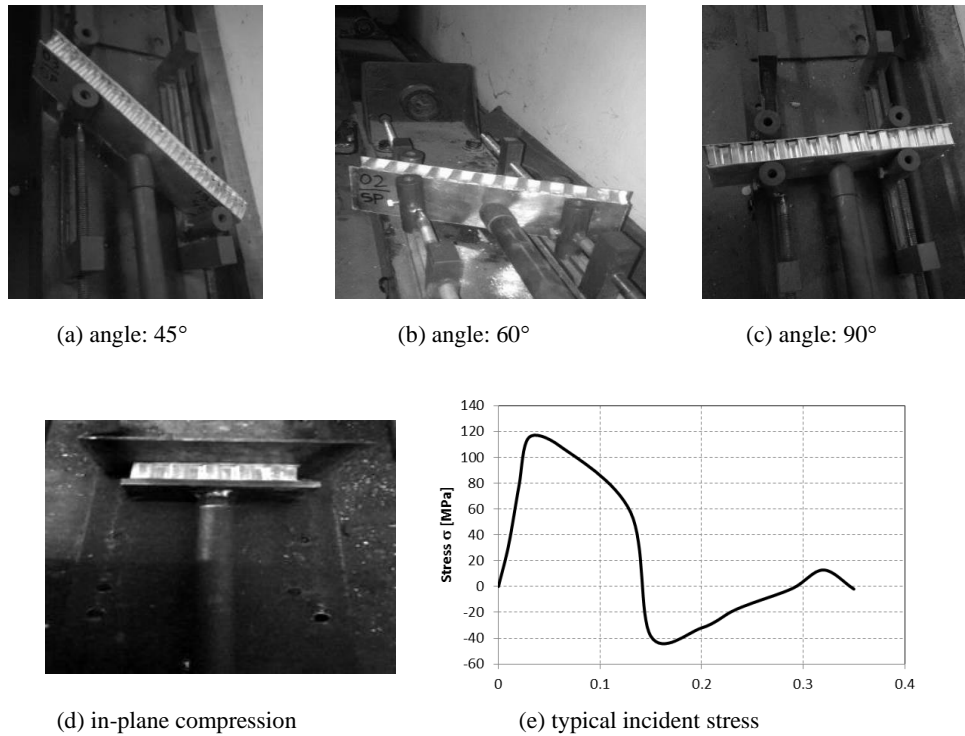 02
SP
(a) angle: 45°
(b) angle: 60°
(c) angle: 90°
140
120
100
80
60
40
20
0
-20
-40
-60
Stress σ [MPa]
0
0.1
0.2
0.3
0.4
(d) in-plane compression
(e) typical incident stress